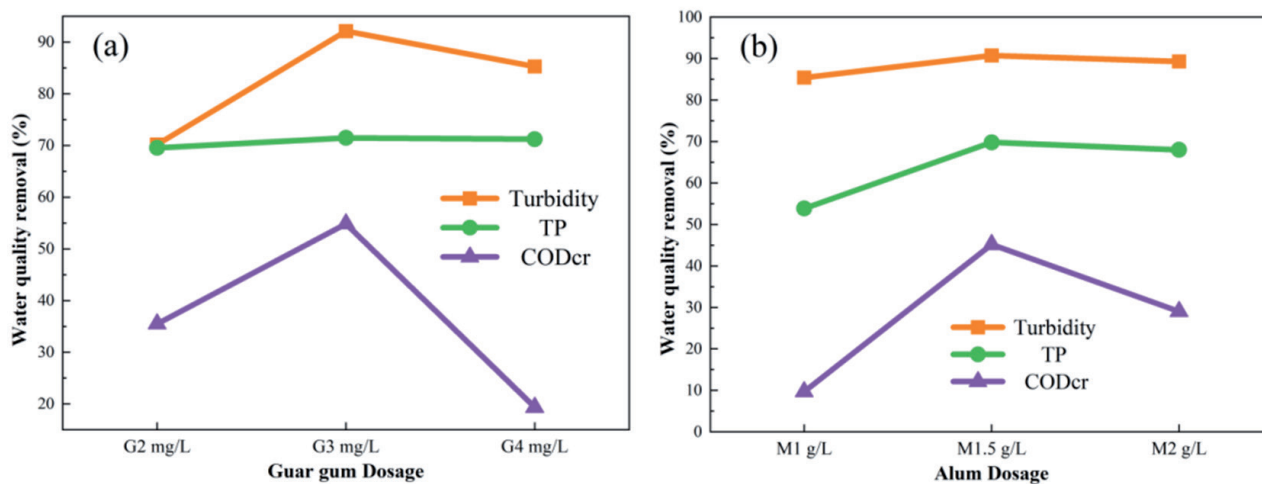 (a)
90
80
70
60
50
40
30
20
Water quality removal (%)
Turbidity
TP
CODcr
G2 mg/L
G3 mg/L
G4 mg/L
Guar gum Dosage
(b)
100
90
80
70
60
50
40
30
20
10
0
Water quality removal (%)
Turbidity
TP
CODcr
M1 g/L
M1.5 g/L
M2 g/L
Alum Dosage